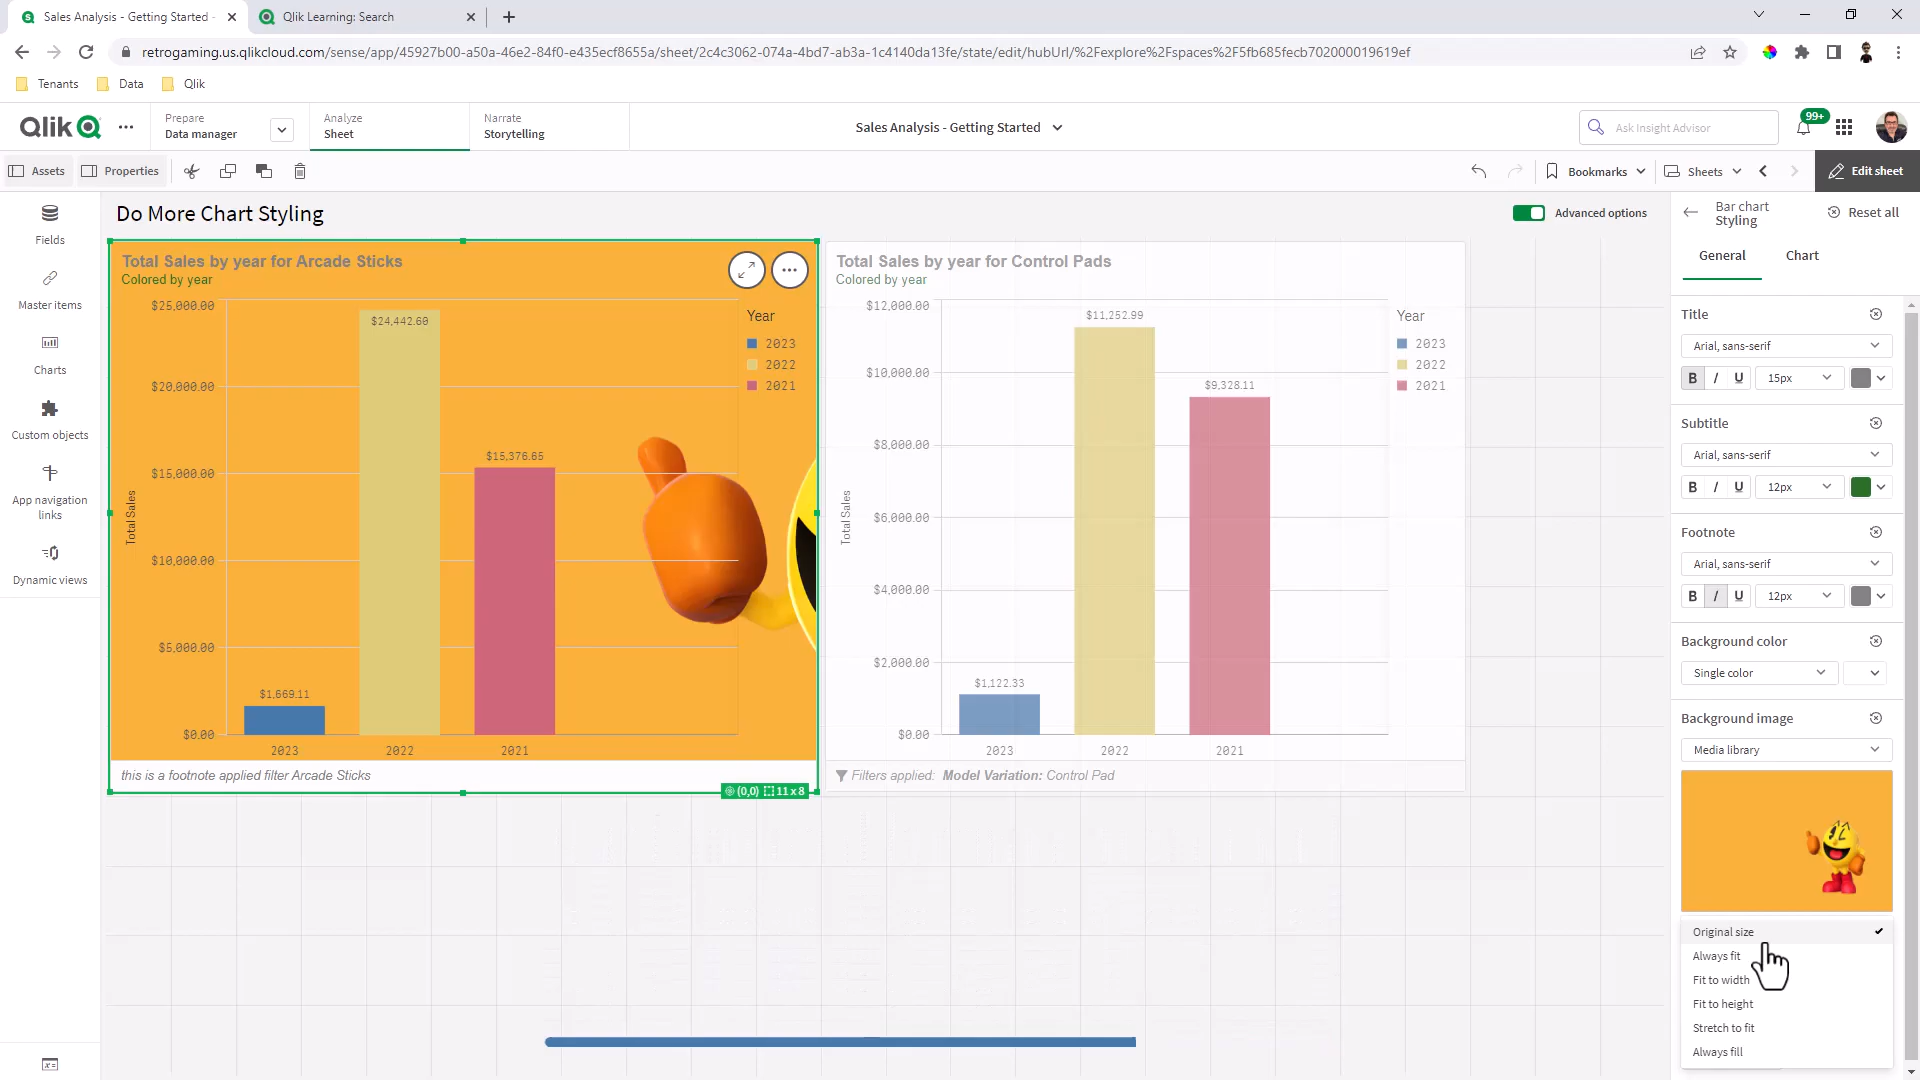 Sales Analysis - Getting Started -
Qlik Learning: Search
retrogaming.us.qlikcloud.com/sense/app/45927b00-a50a-46e2-84f0-e435ecf8655a/sheet/2c4c3062-074a-4bd7-ab3a-1c4140da13fe/state/edit/hubUrl/%2Fexplore%2Fspaces%2F5fb685fecb702000019619ef
Tenants
Data
Qlik
Qlik
Prepare
Data manager
Analyze
Sheet
Narrate
Storytelling
Sales Analysis - Getting Started
Ask Insight Advisor
99+
Assets
Properties
Bookmarks
Sheets
Edit sheet
Fields
Master items
Charts
Custom objects
App navigation
links
Dynamic views
Do More Chart Styling
Advanced options
Total Sales by year for Arcade Sticks
Colored by year
$25,000.00
$20,000.00
$15,000.00
$10,000.00
$5,000.00
$0.00
Total Sales
$1,669.11
$24,442.60
$15,376.65
2023
2022
2021
Year
2023
2022
2021
this is a footnote applied filter Arcade Sticks
(0,0) 11 x 8
Total Sales by year for Control Pads
Colored by year
$12,000.00
$10,000.00
$8,000.00
$6,000.00
$4,000.00
$2,000.00
$0.00
Total Sales
$1,122.33
$11,252.99
$9,328.11
2023
2022
2021
Year
2023
2022
2021
Filters applied: Model Variation: Control Pad
Bar chart
Styling
Reset all
General
Chart
Title
Arial, sans-serif
B I U 15px
Subtitle
Arial, sans-serif
B I U 12px
Footnote
Arial, sans-serif
B I U 12px
Background color
Single color
Background image
Media library
Original size
Always fit
Fit to width
Fit to height
Stretch to fit
Always fill